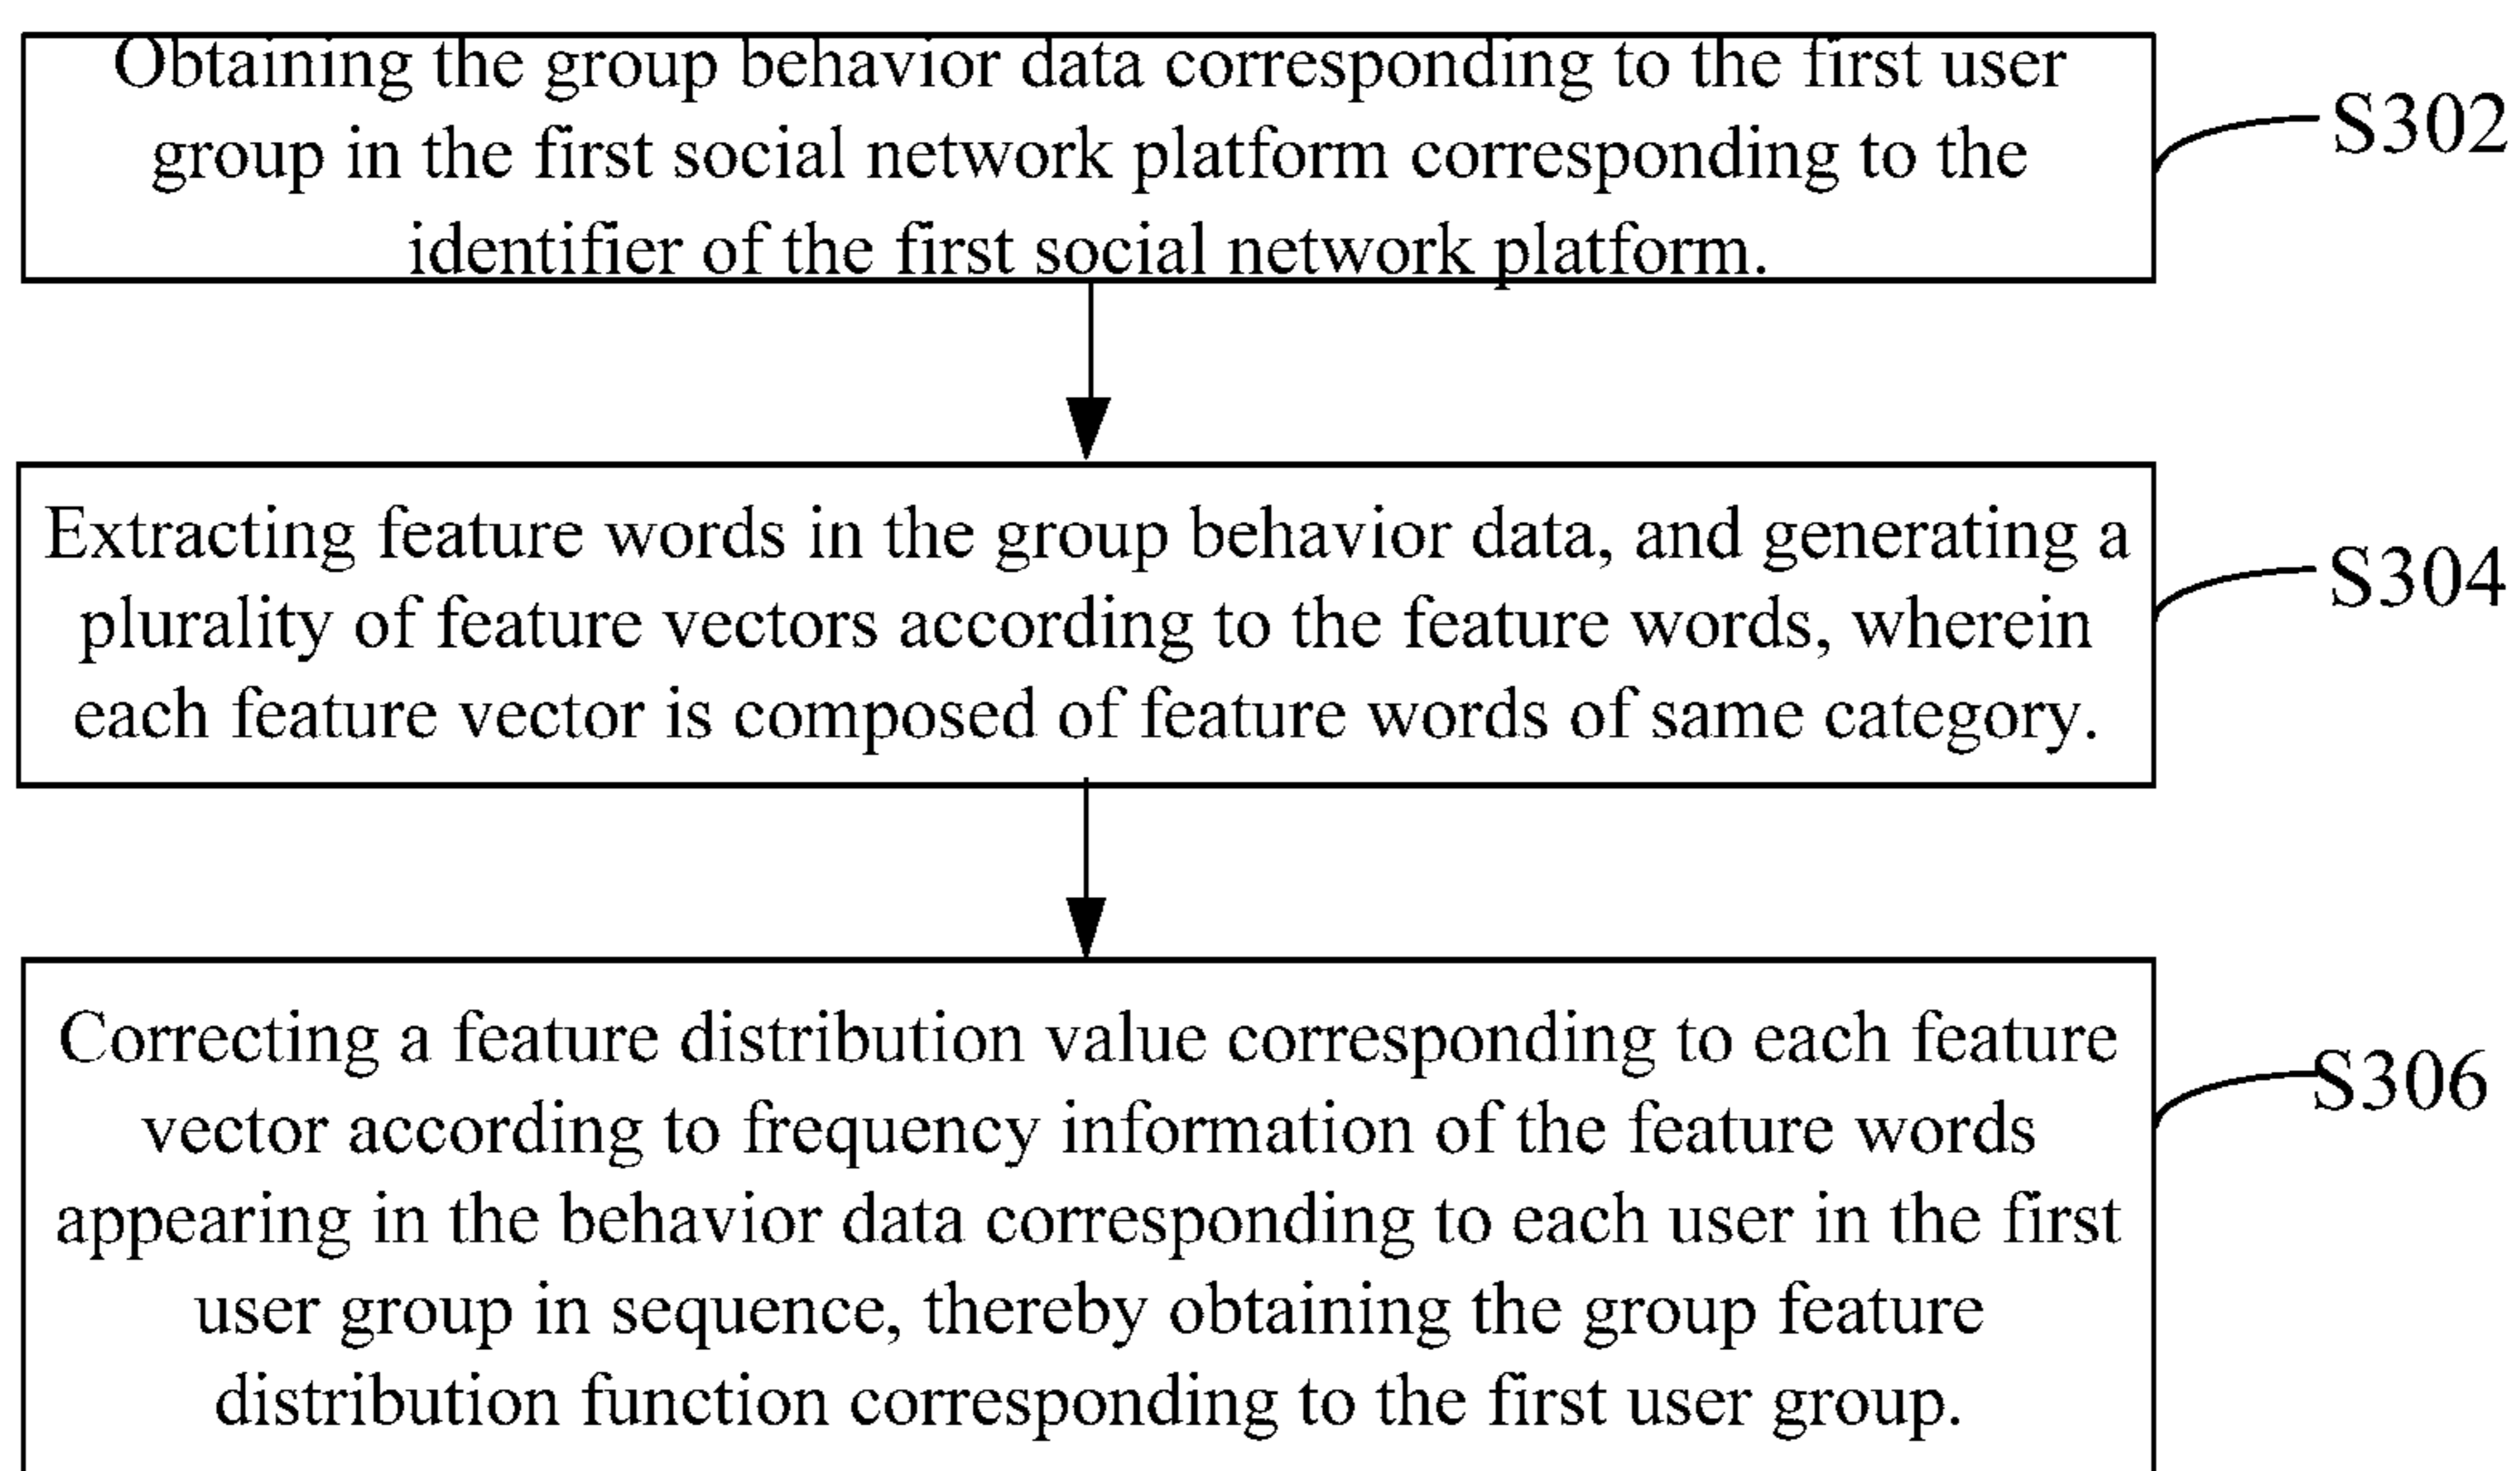 Obtaining the group behavior data corresponding to the first user
group in the first social network platform corresponding to the
identifier of the first social network platform.
S302
Extracting feature words in the group behavior data, and generating a
plurality of feature vectors according to the feature words, wherein
each feature vector is composed of feature words of same category.
S304
Correcting a feature distribution value corresponding to each feature
vector according to frequency information of the feature words
appearing in the behavior data corresponding to each user in the first
user group in sequence, thereby obtaining the group feature
distribution function corresponding to the first user group.
S306